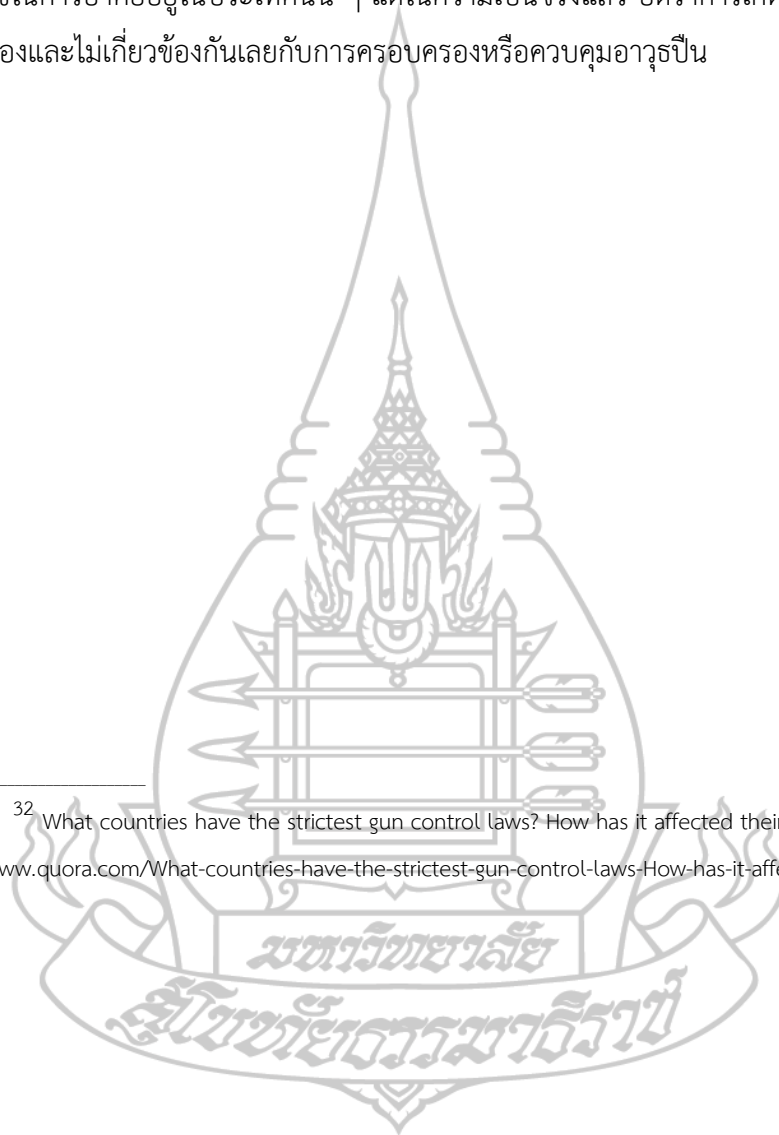 องและไม่เกี่ยวข้องกันเลยกับการครอบครองหรือควบคุมอาวุธปืน
32 What countries have the strictest gun control laws? How has it affected their
ww.quora.com/What-countries-have-the-strictest-gun-control-laws-How-has-it-affe
มหาวิทยาลัย
สุโขทัยธรรมาธิราช